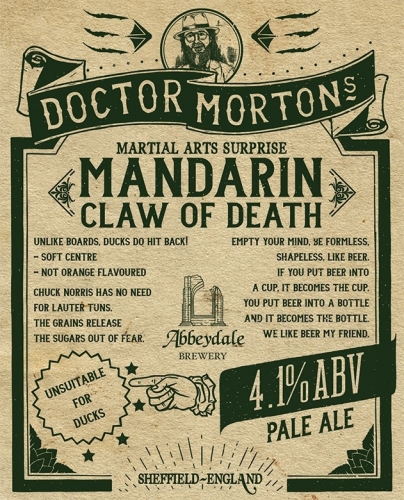 DOCTOR MORTONS
MARTIAL ARTS SURPRISE
MANDARIN
CLAW OF DEATH
UNLIKE BOARDS, DUCKS DO HIT BACK!
- SOFT CENTRE
- NOT ORANGE FLAVOURED
CHUCK NORRIS HAS NO NEED
FOR LAUTER TUNS.
THE GRAINS RELEASE
THE SUGARS OUT OF FEAR.
EMPTY YOUR MIND, BE FORMLESS,
SHAPELESS, LIKE BEER.
IF YOU PUT BEER INTO
A CUP, IT BECOMES THE CUP.
YOU PUT BEER INTO A BOTTLE
AND IT BECOMES THE BOTTLE.
WE LIKE BEER MY FRIEND.
Abbeydale
BREWERY
UNSUITABLE
FOR
DUCKS
4.1% ABV
PALE ALE
SHEFFIELD-ENGLAND